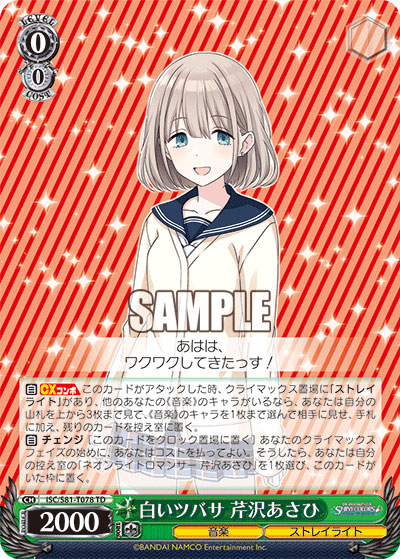 LEVEL
0
0
COST
SAMPLE
あはは、
ワクワクしてきたっす!
自 CXコンボ このカードがアタックした時、クライマックス置場に「ストレイ
ライト」があり、他のあなたの《音楽》のキャラがいるなら、あなたは自分の
山札を上から3枚まで見て、《音楽》のキャラを1枚まで選んで相手に見せ、手札
に加え、残りのカードを控え室に置く。
自 チェンジ [このカードをクロック置場に置く] あなたのクライマックス
フェイズの始めに、あなたはコストを払ってよい。そうしたら、あなたは自
分の控え室の「ネオンライトロマンサー 芹沢あさひ」を1枚選び、このカード
がいた枠に置く。
CH ISC/S81-T078 TD
白いツバサ 芹沢あさひ
2000
音楽
ストレイライト
SHINY COLORS
©BANDAI NAMCO Entertainment Inc.